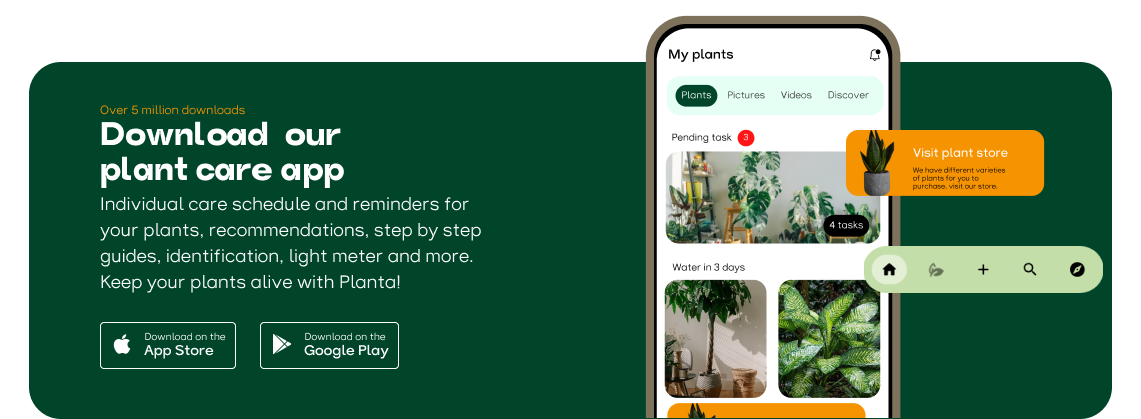 Over 5 million downloads
Download our
plant care app
Individual care schedule and reminders for
your plants, recommendations, step by step
guides, identification, light meter and more.
Keep your plants alive with Planta!
Download on the
App Store
Download on the
Google Play
My plants
Plants Pictures Videos Discover
Pending task 3
4 tasks
Visit plant store
We have different varieties
of plants for you to
purchase, visit our store.
Water in 3 days